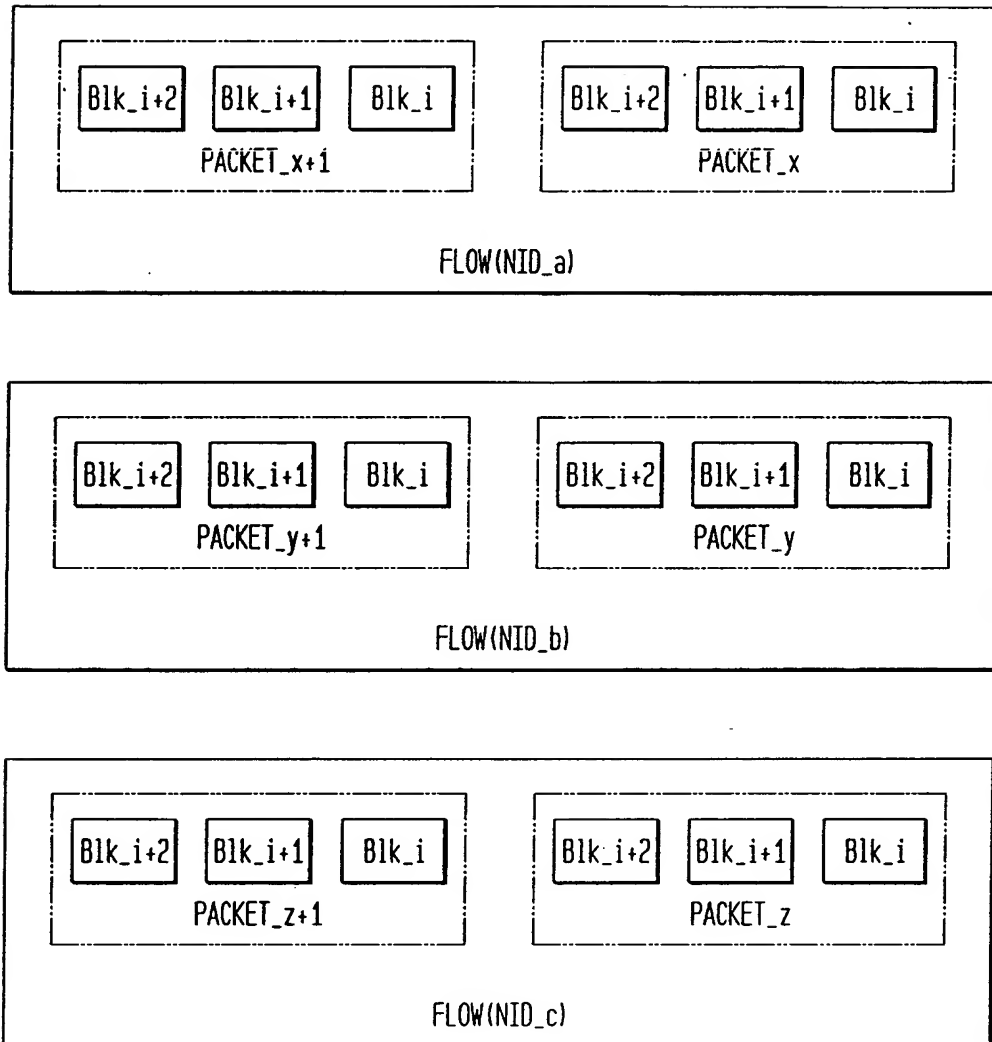 Blk_i+2 Blk_i+1 Blk_i Blk_i+2 Blk_i+1 Blk_i
PACKET_x+1 PACKET_x
FLOW(NID_a)
Blk_i+2 Blk_i+1 Blk_i Blk_i+2 Blk_i+1 Blk_i
PACKET_y+1 PACKET_y
FLOW(NID_b)
Blk_i+2 Blk_i+1 Blk_i Blk_i+2 Blk_i+1 Blk_i
PACKET_z+1 PACKET_z
FLOW(NID_c)